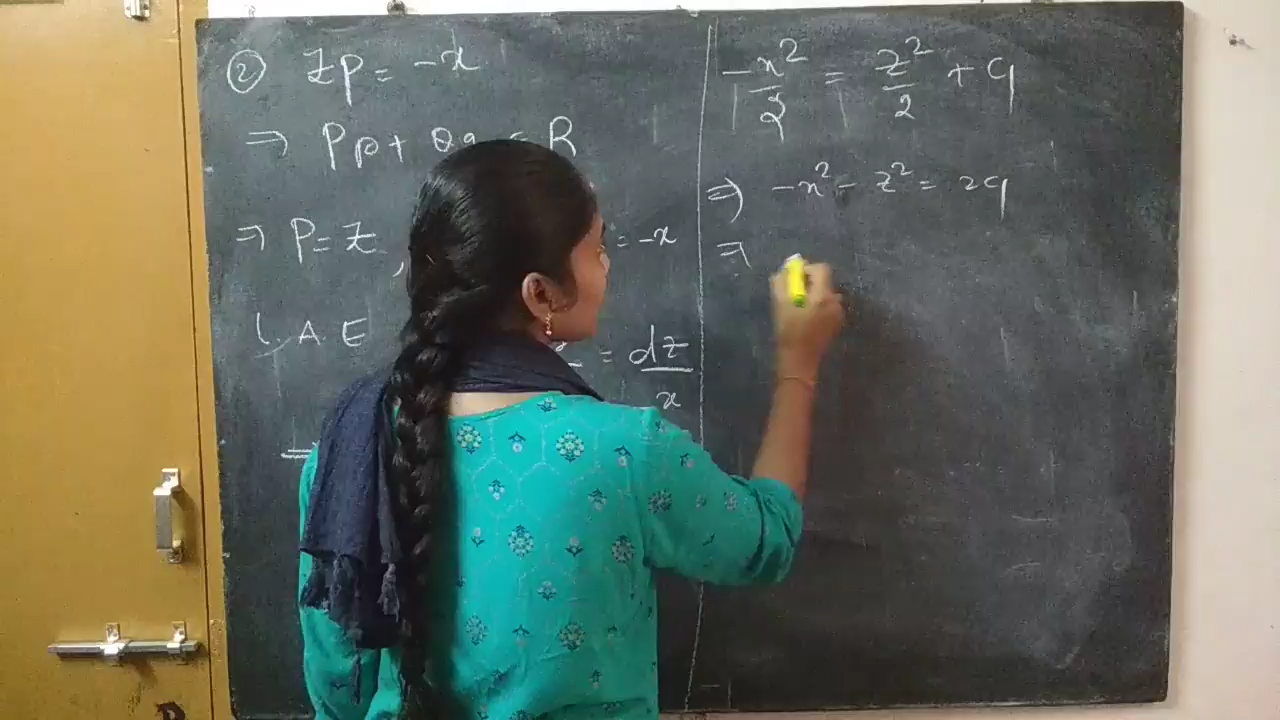 ② Zp = -x
⇒ Pp + Qq = R
⇒ P = Z, = -x
L.A.E = dz/x
-x²/2 = z²/2 + c₁
⇒ -x² - z² = 2c₁
⇒